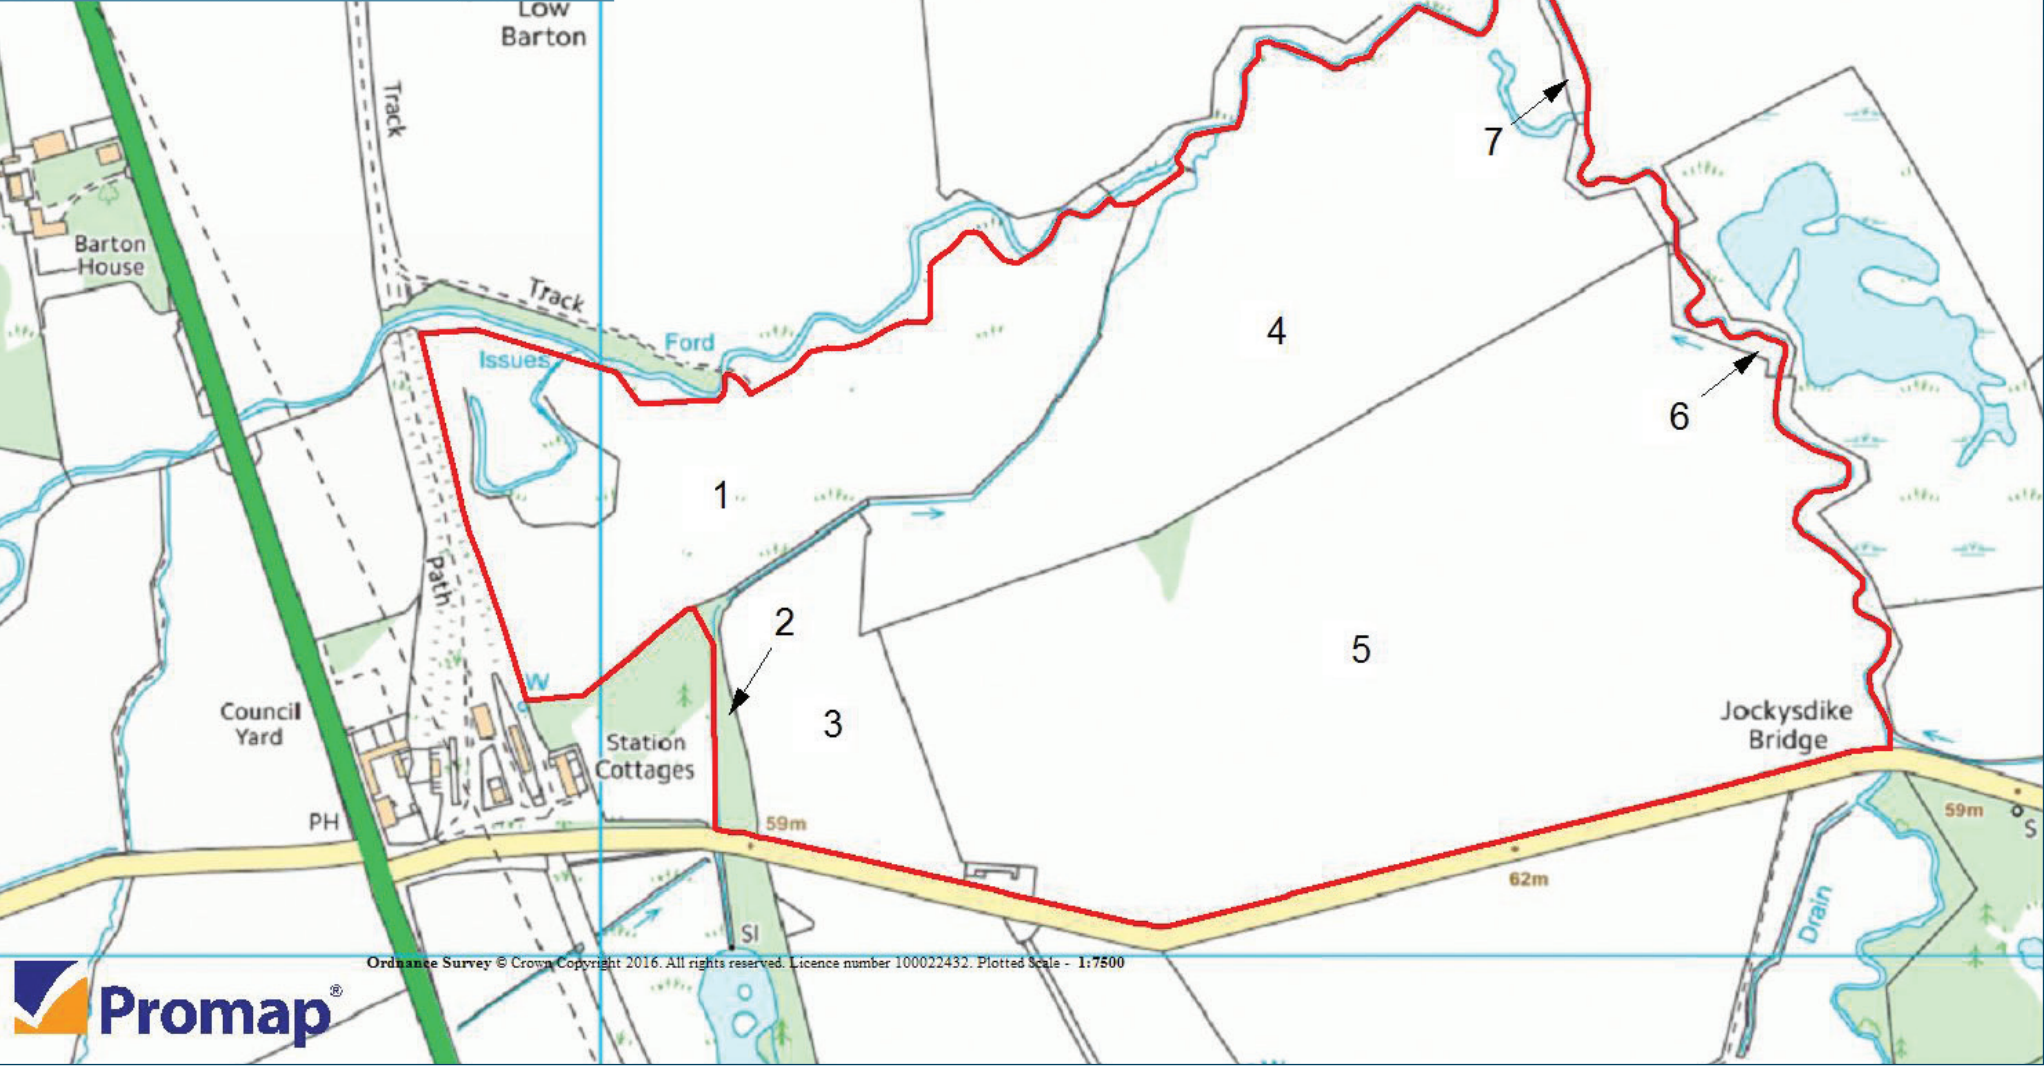 Low
Barton
Track
7
Barton
House
Track
Ford
Issues
4
6
1
Path
2
5
W
3
Council
Yard
Station
Cottages
Jockysdike
Bridge
PH
59m
59m
S
62m
Drain
SI
Ordnance Survey © Crown Copyright 2016. All rights reserved. Licence number 100022432. Plotted Scale - 1:7500
Promap®